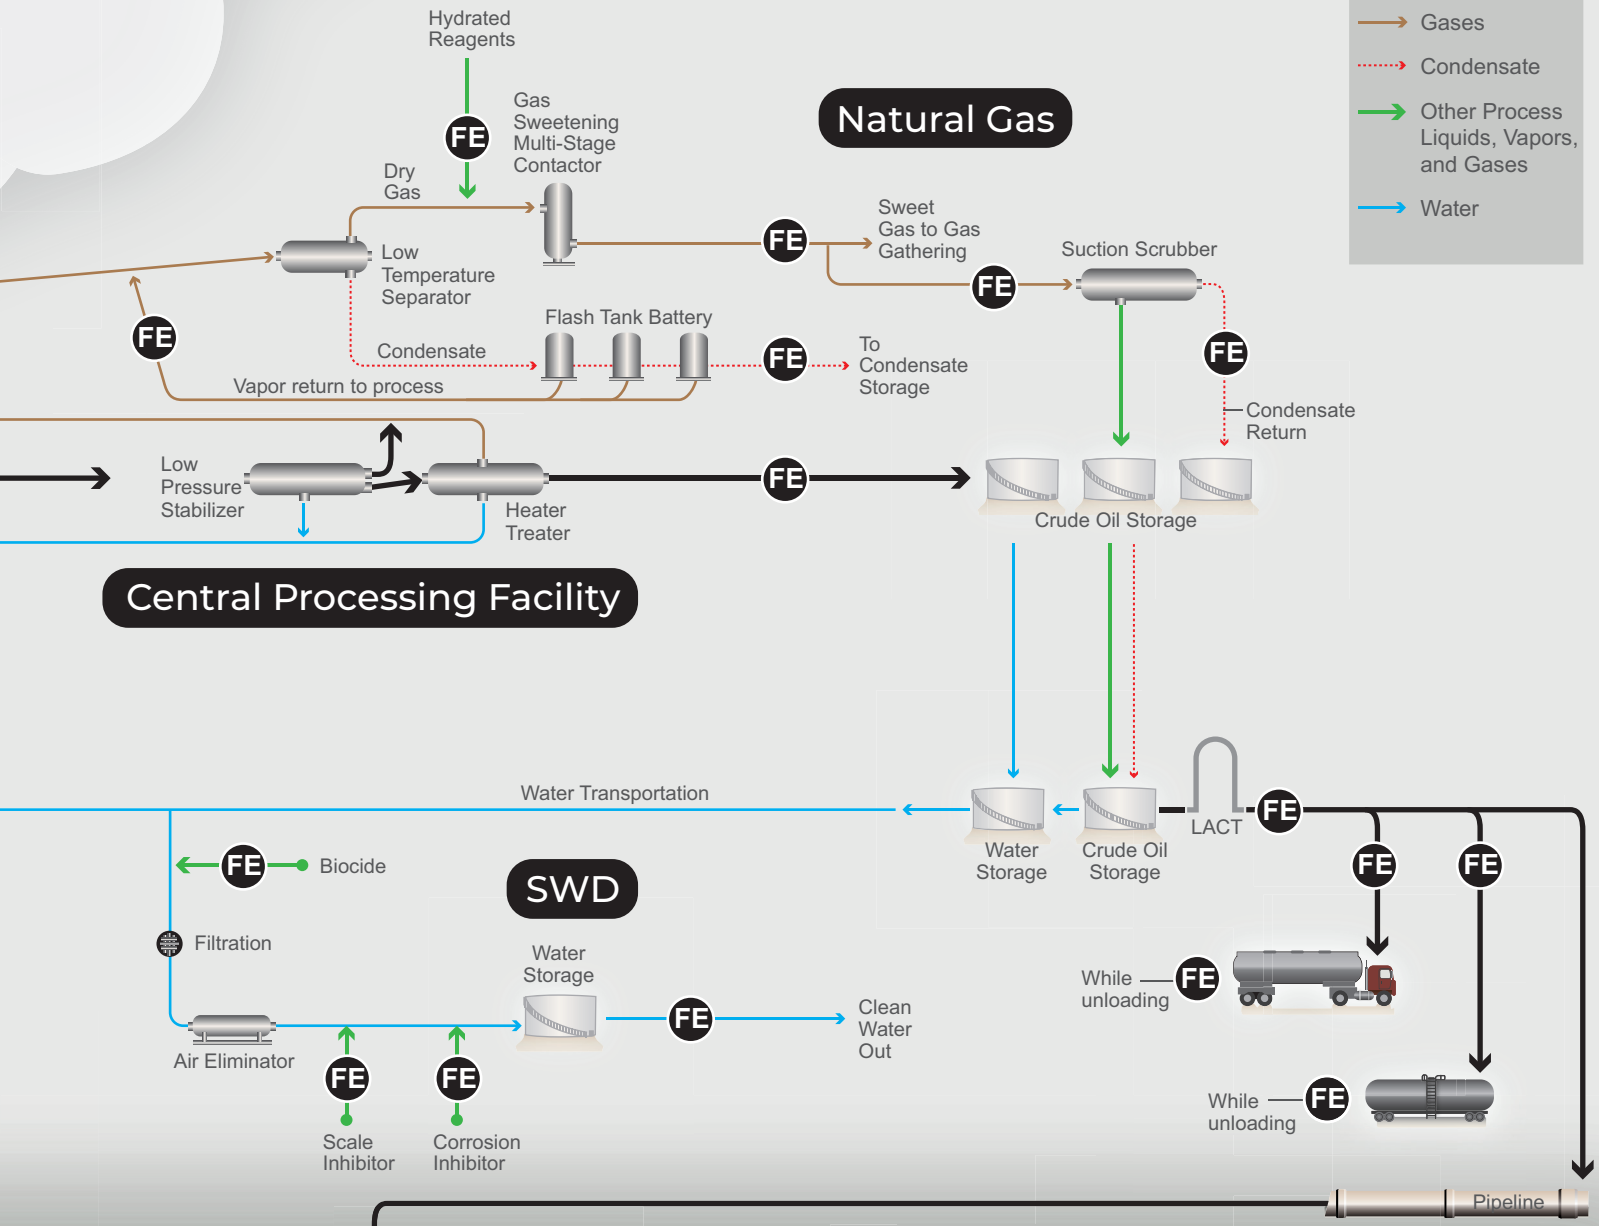 Hydrated
Reagents
Gases
Condensate
Other Process
Liquids, Vapors,
and Gases
Water
Gas
Sweetening
Multi-Stage
Contactor
FE
Natural Gas
Dry
Gas
Sweet
Gas to Gas
Gathering
FE
Suction Scrubber
Low
Temperature
Separator
FE
FE
Flash Tank Battery
Condensate
FE
To
Condensate
Storage
FE
Vapor return to process
Condensate
Return
Low
Pressure
Stabilizer
FE
Heater
Treater
Crude Oil Storage
Central Processing Facility
Water Transportation
FE
LACT
Water
Storage
Crude Oil
Storage
FE
FE
FE
Biocide
SWD
Filtration
Water
Storage
While
unloading
FE
FE
Clean
Water
Out
Air Eliminator
FE
FE
While
unloading
FE
Scale
Inhibitor
Corrosion
Inhibitor
Pipeline